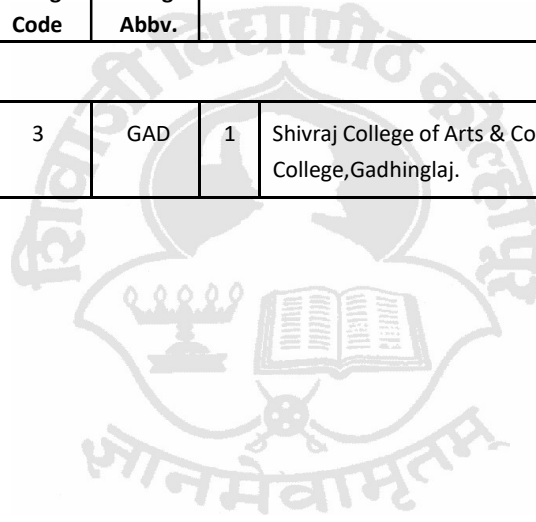 Code Abbv.
3 GAD 1 Shivraj College of Arts & Co
College,Gadhinglaj.
शिवाजी विद्यापीठ कोल्हापूर
ज्ञानमेवामृतम्